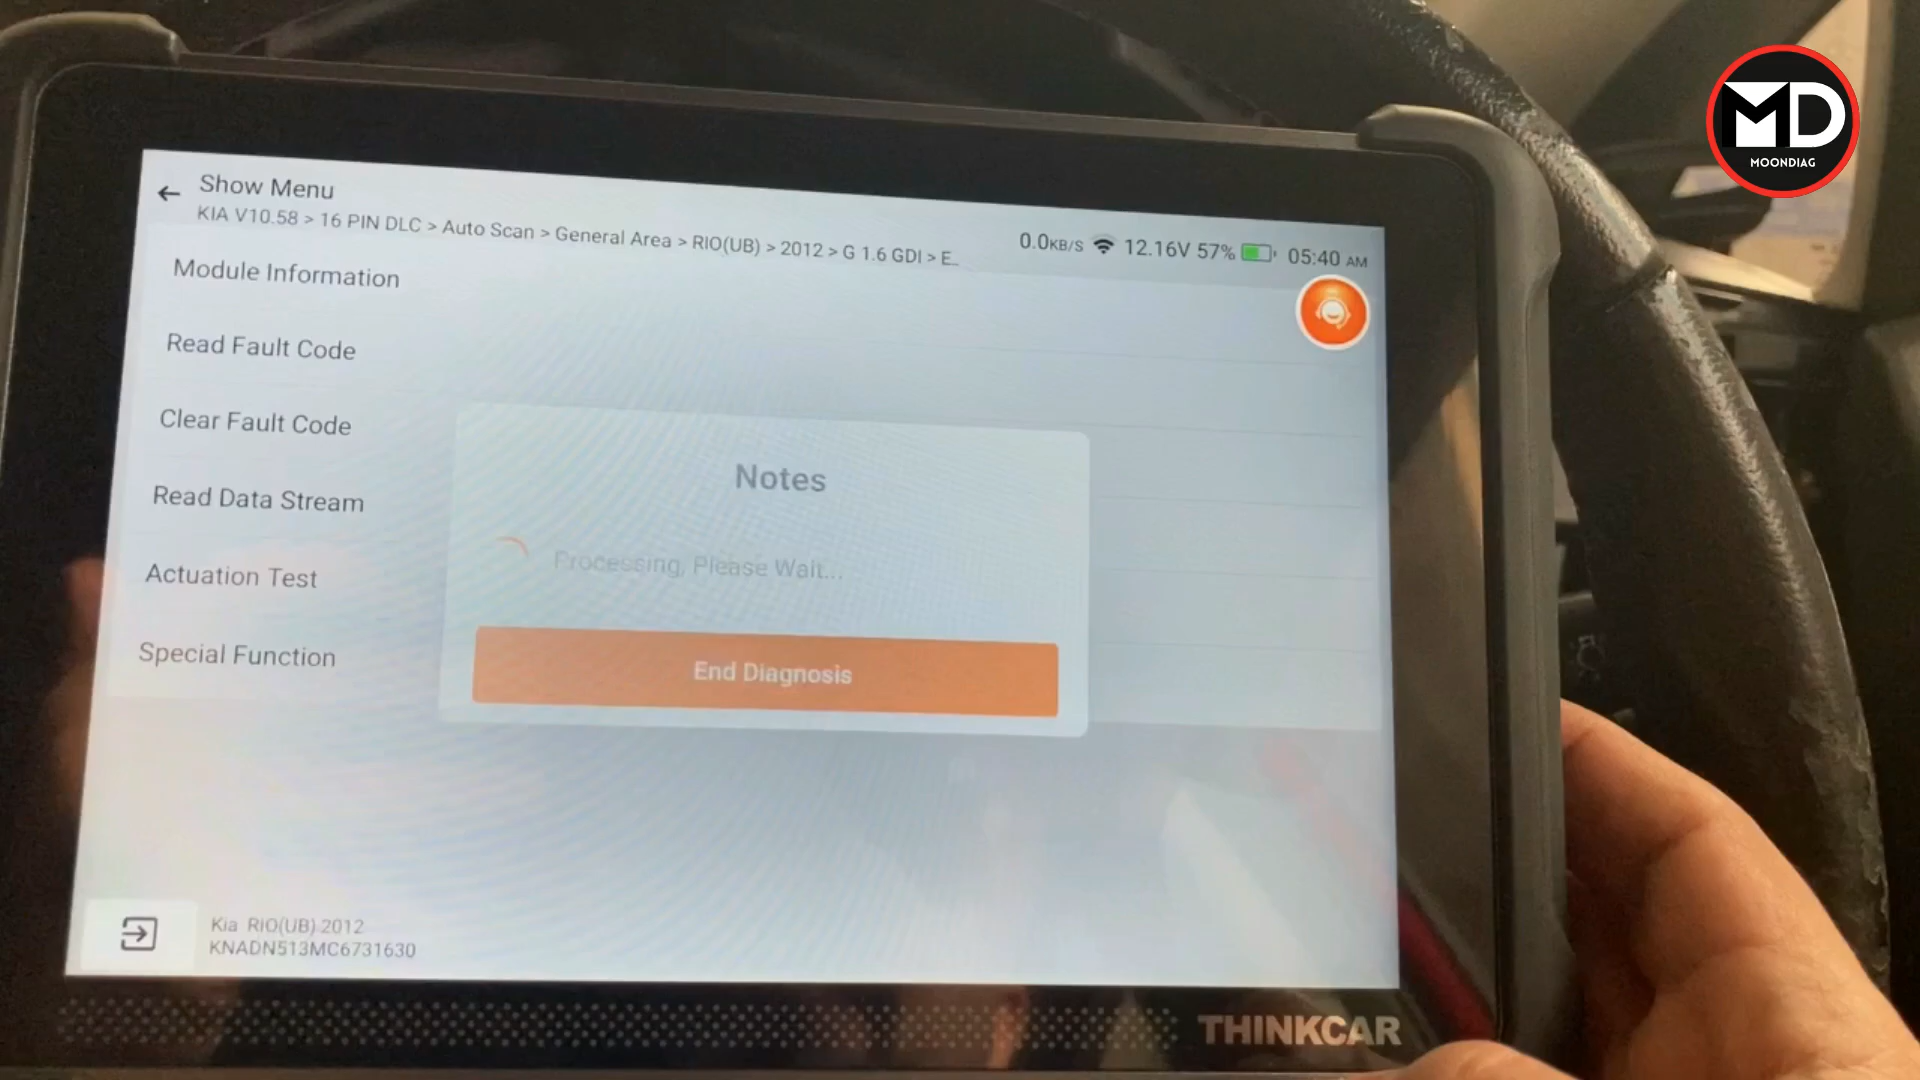 Show Menu
KIA V10.58 > 16 PIN DLC > Auto Scan > General Area > RIO(UB) > 2012 > G 1.6 GDI > E...
0.0KB/S 12.16V 57% 05:40 AM
Module Information
Read Fault Code
Clear Fault Code
Read Data Stream
Actuation Test
Special Function
Notes
Processing, Please Wait...
End Diagnosis
Kia RIO(UB) 2012
KNADN513MC6731630
THINKCAR
MD
MOONDIAG